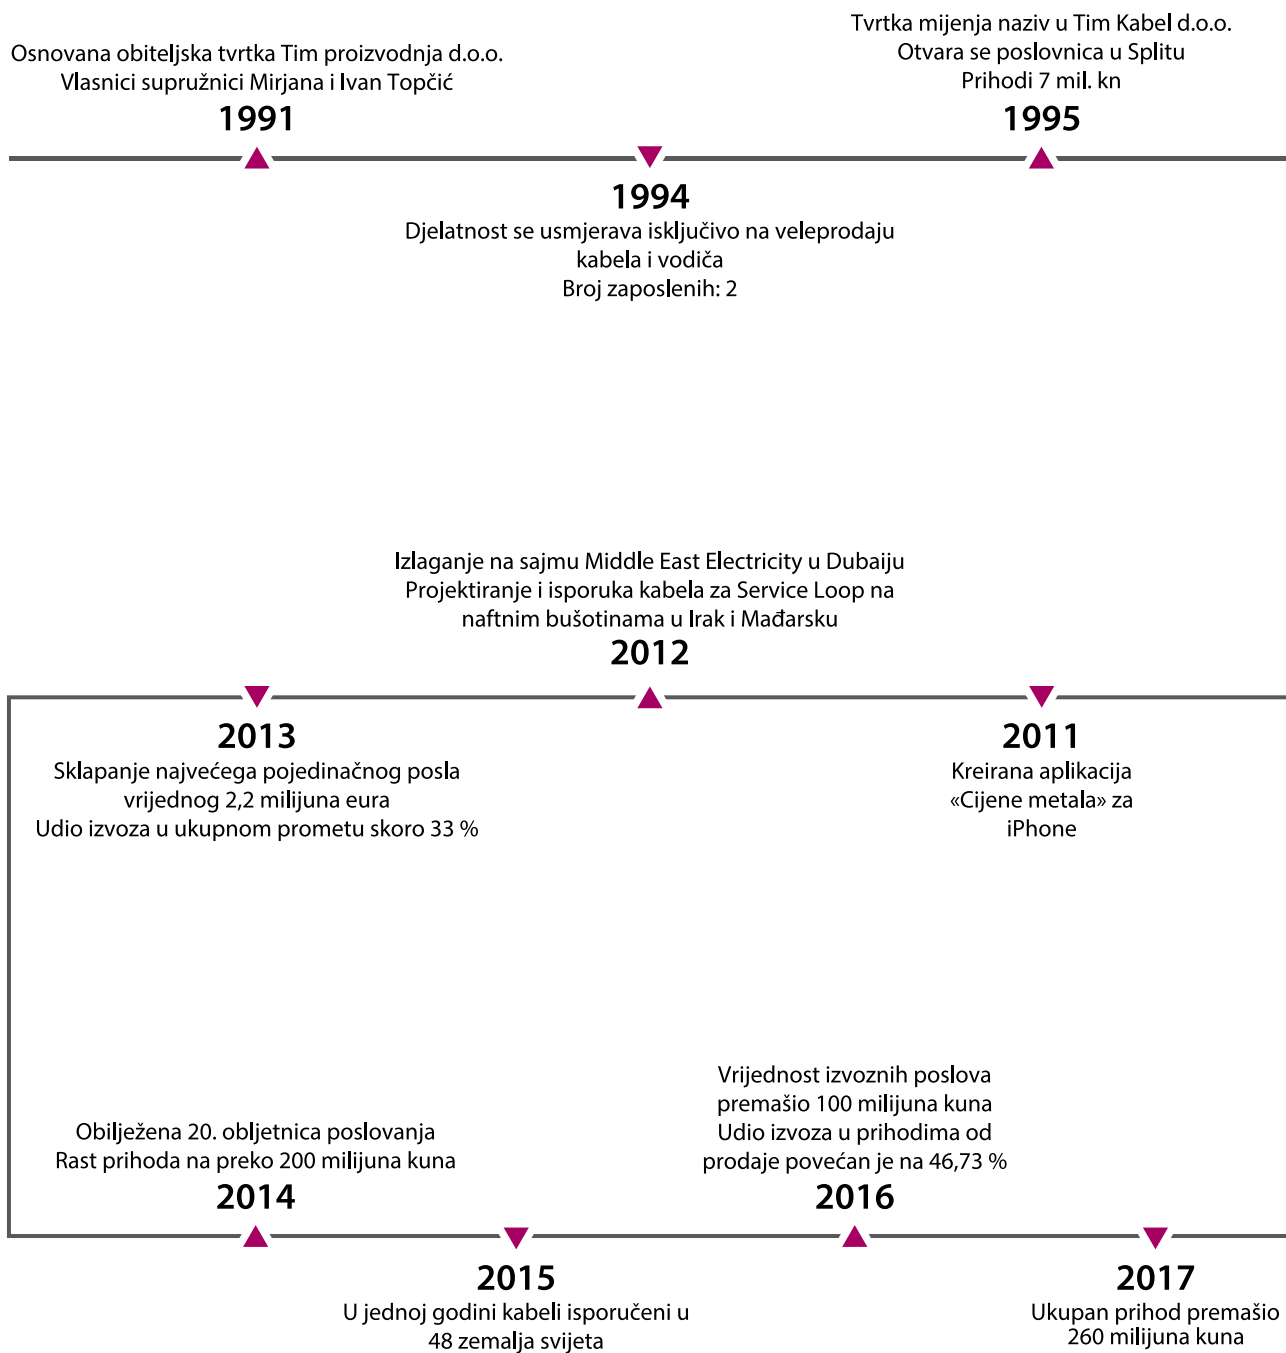 Osnovana obiteljska tvrtka Tim proizvodnja d.o.o.
Vlasnici supružnici Mirjana i Ivan Topčić
1991
1994
Djelatnost se usmjerava isključivo na veleprodaju
kabela i vodiča
Broj zaposlenih: 2
Tvrtka mijenja naziv u Tim Kabel d.o.o.
Otvara se poslovnica u Splitu
Prihodi 7 mil. kn
1995
2011
Kreirana aplikacija
«Cijene metala» za
iPhone
Izlaganje na sajmu Middle East Electricity u Dubaiju
Projektiranje i isporuka kabela za Service Loop na
naftnim bušotinama u Irak i Mađarsku
2012
2013
Sklapanje najvećega pojedinačnog posla
vrijednog 2,2 milijuna eura
Udio izvoza u ukupnom prometu skoro 33 %
Obilježena 20. obljetnica poslovanja
Rast prihoda na preko 200 milijuna kuna
2014
2015
U jednoj godini kabeli isporučeni u
48 zemalja svijeta
Vrijednost izvoznih poslova
premašio 100 milijuna kuna
Udio izvoza u prihodima od
prodaje povećan je na 46,73 %
2016
2017
Ukupan prihod premašio
260 milijuna kuna